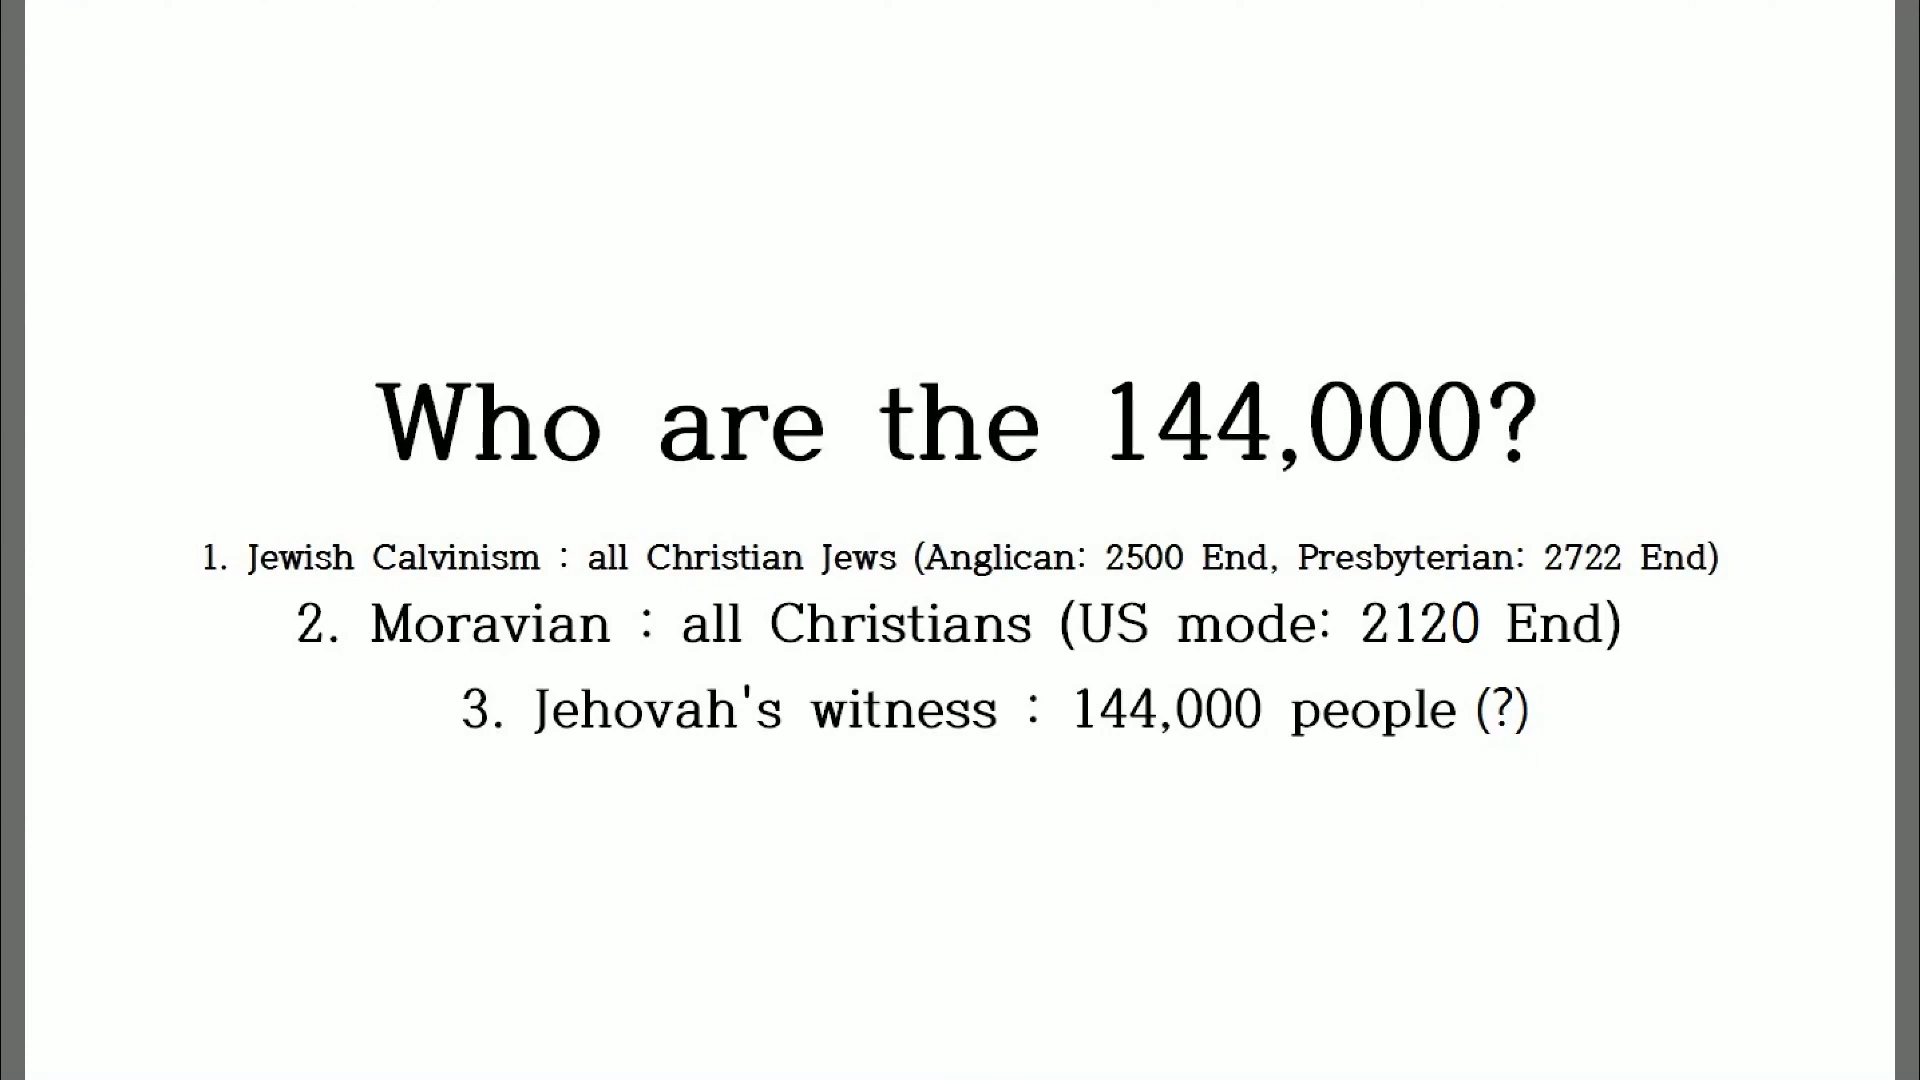 Who are the 144,000?
1. Jewish Calvinism : all Christian Jews (Anglican: 2500 End, Presbyterian: 2722 End)
2. Moravian : all Christians (US mode: 2120 End)
3. Jehovah's witness : 144,000 people (?)